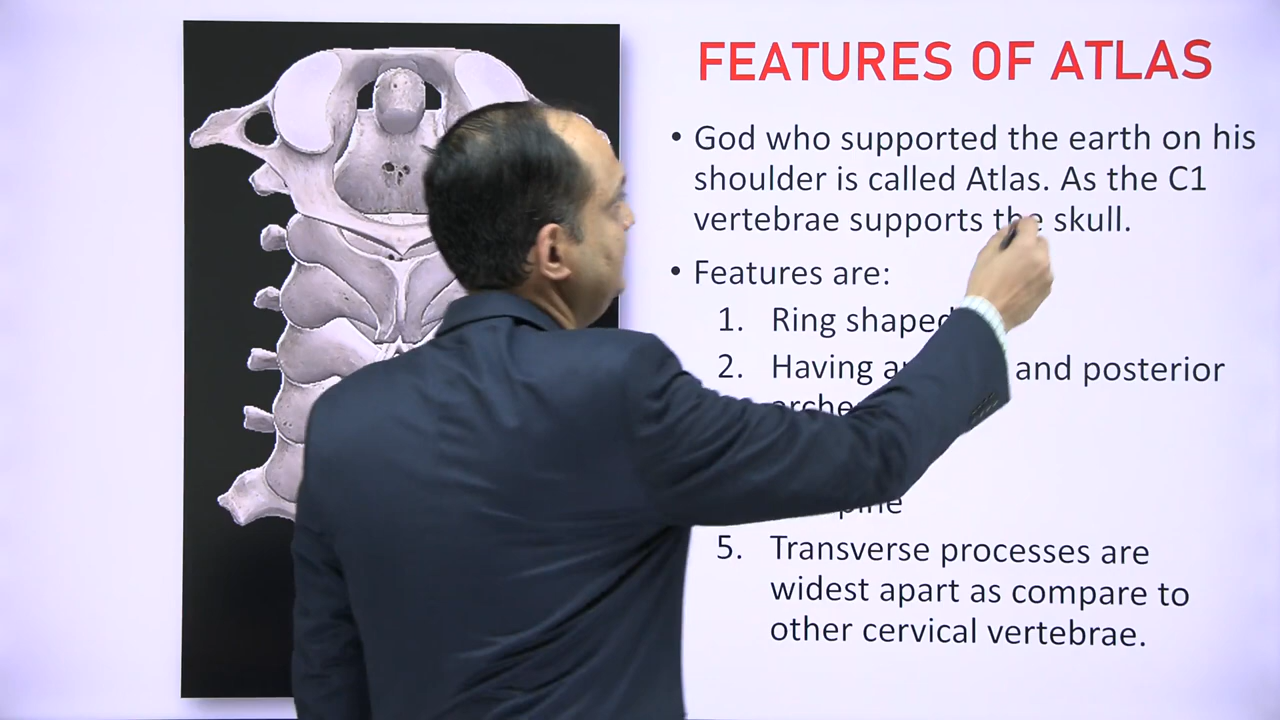 FEATURES OF ATLAS
• God who supported the earth on his
shoulder is called Atlas. As the C1
vertebrae supports the skull.
• Features are:
1. Ring shaped
2. Having and posterior
5. Transverse processes are
widest apart as compare to
other cervical vertebrae.